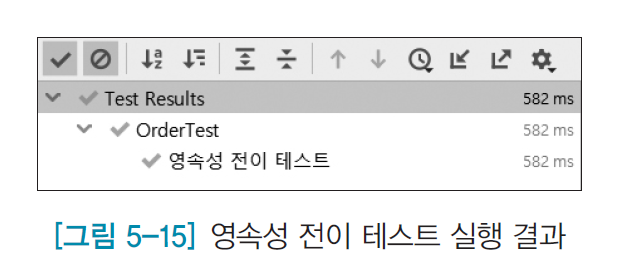 Test Results 582 ms
OrderTest 582 ms
영속성 전이 테스트 582 ms
[그림 5-15] 영속성 전이 테스트 실행 결과